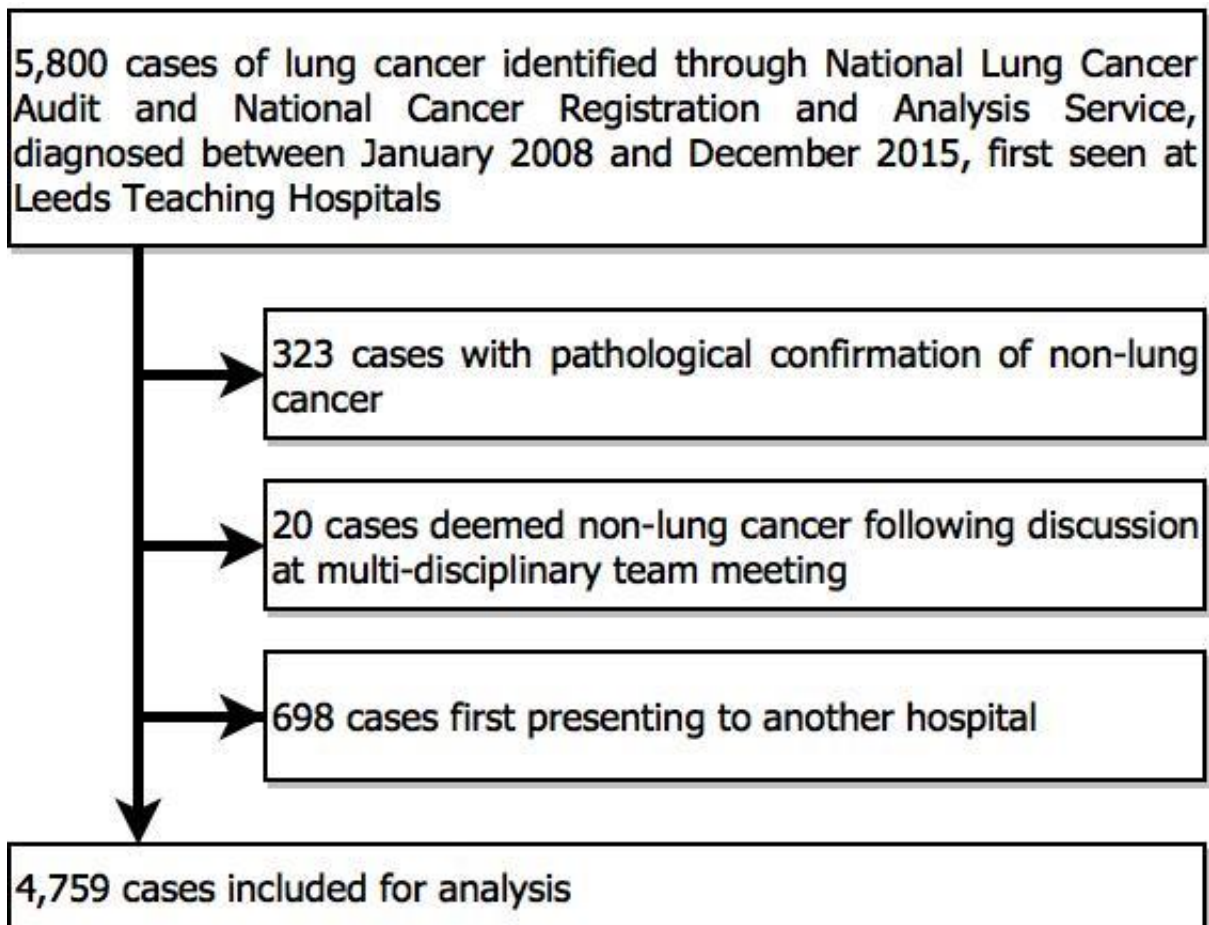 5,800 cases of lung cancer identified through National Lung Cancer
Audit and National Cancer Registration and Analysis Service,
diagnosed between January 2008 and December 2015, first seen at
Leeds Teaching Hospitals
323 cases with pathological confirmation of non-lung
cancer
20 cases deemed non-lung cancer following discussion
at multi-disciplinary team meeting
698 cases first presenting to another hospital
4,759 cases included for analysis